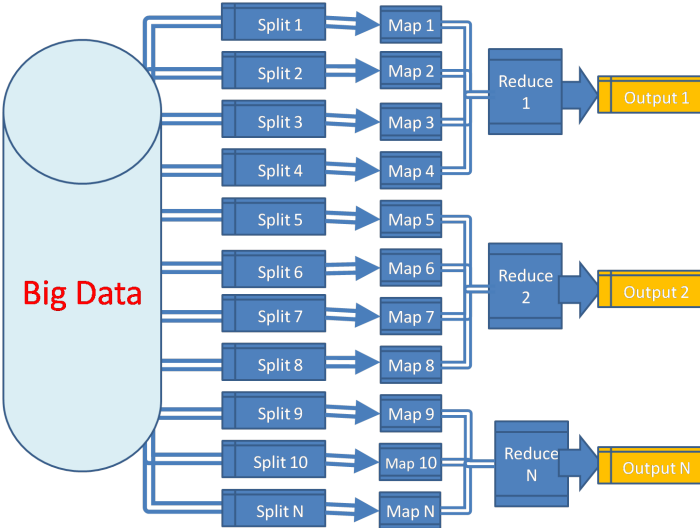 Big Data
Split 1
Map 1
Split 2
Map 2
Reduce
1
Output 1
Split 3
Map 3
Split 4
Map 4
Split 5
Map 5
Split 6
Map 6
Reduce
2
Output 2
Split 7
Map 7
Split 8
Map 8
Split 9
Map 9
Split 10
Map 10
Reduce
N
Output N
Split N
Map N